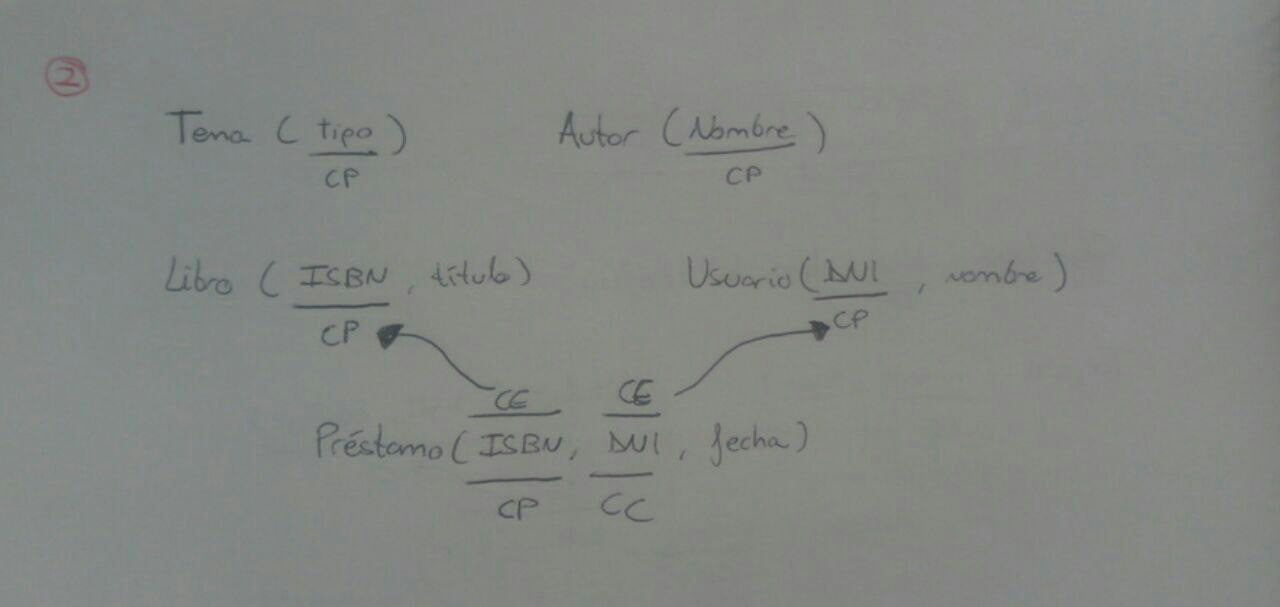 2
Tema ( tipo )    Autor ( Nombre )
CP    CP
Libro ( ISBN , título )    Usuario ( DNI , nombre )
CP    CP
CE    CE
Préstamo ( ISBN, DNI , fecha )
CP    CC